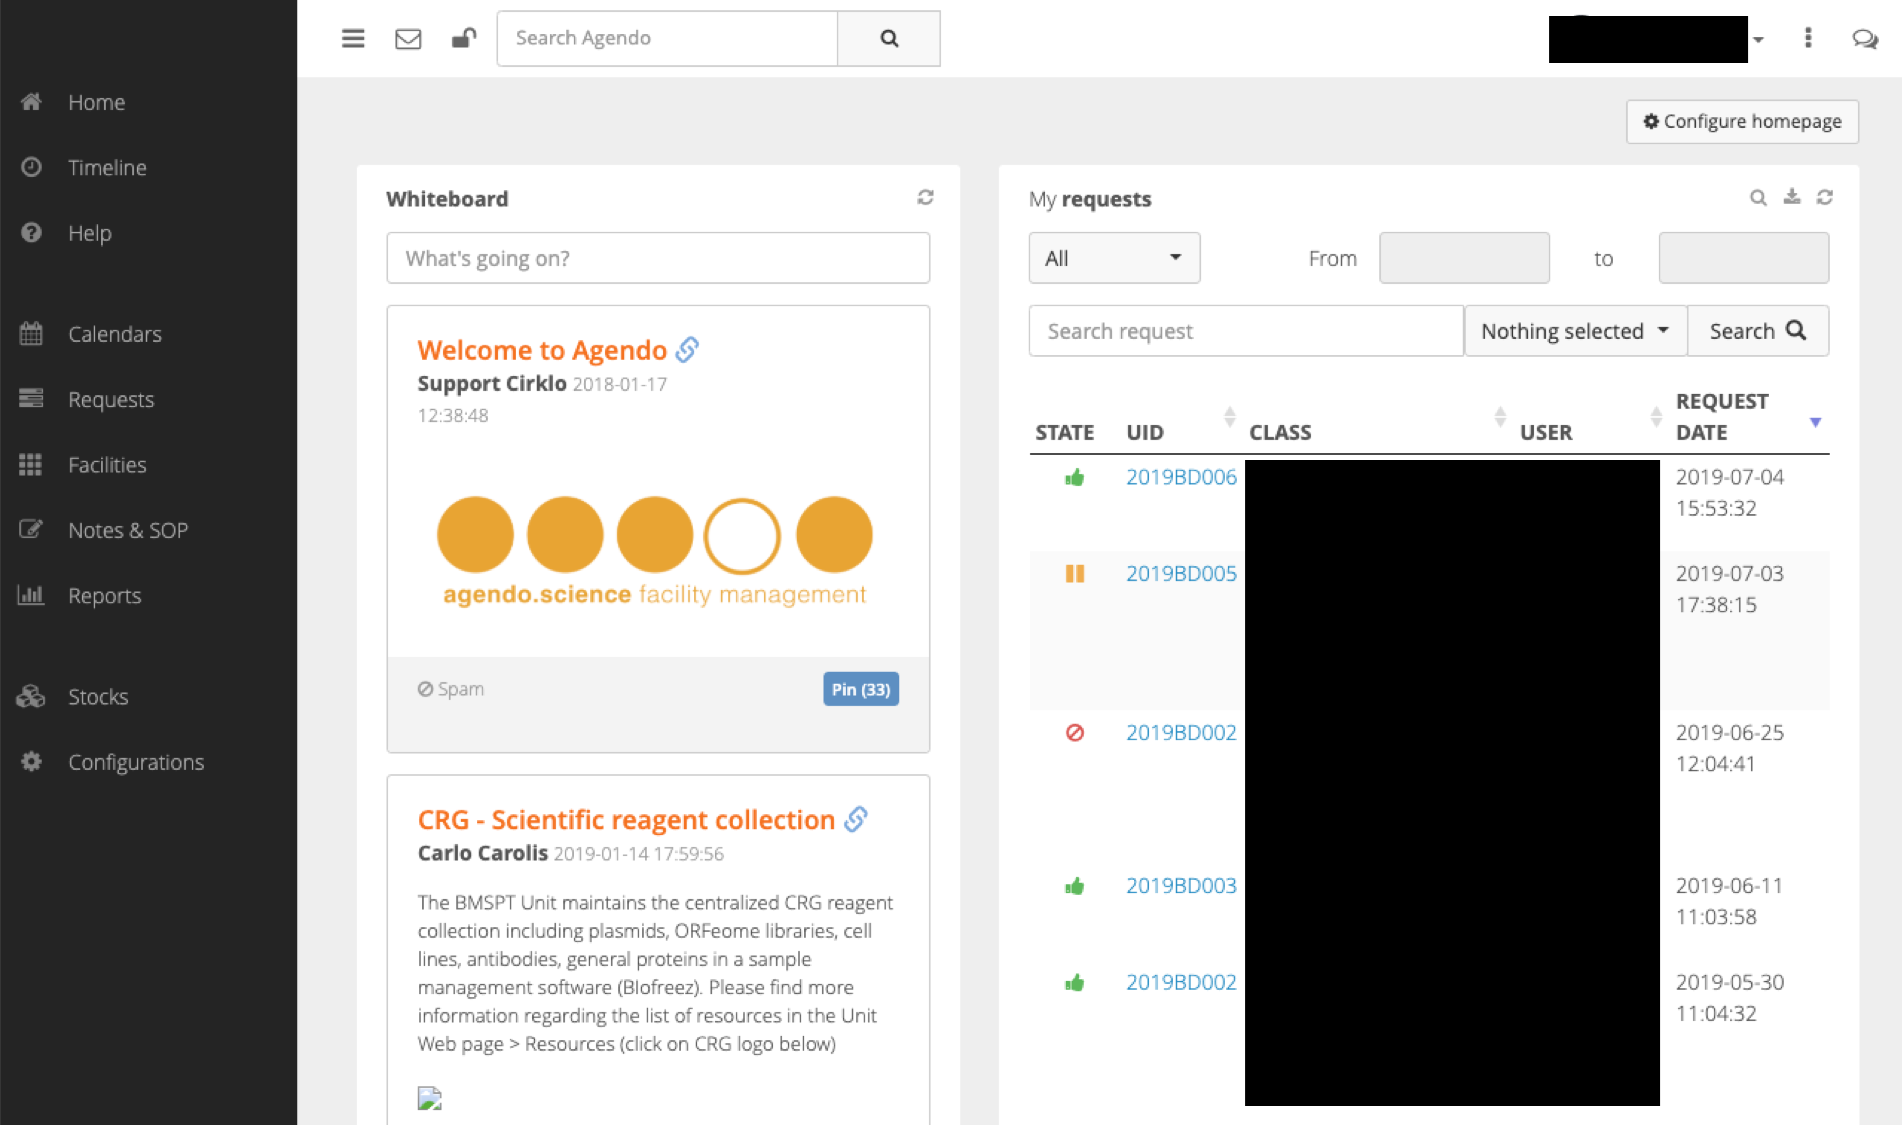 Search Agendo
Home
Timeline
Help
Calendars
Requests
Facilities
Notes & SOP
Reports
Stocks
Configurations
Configure homepage
Whiteboard
What's going on?
Welcome to Agendo
Support Cirklo 2018-01-17
12:38:48
agendo.science facility management
Spam
Pin (33)
CRG - Scientific reagent collection
Carlo Carolis 2019-01-14 17:59:56
The BMSPT Unit maintains the centralized CRG reagent
collection including plasmids, ORFeome libraries, cell
lines, antibodies, general proteins in a sample
management software (Blofreez). Please find more
information regarding the list of resources in the Unit
Web page > Resources (click on CRG logo below)
My requests
All From to
Search request Nothing selected Search
STATE UID CLASS USER REQUEST
DATE
2019BD006 2019-07-04
15:53:32
2019BD005 2019-07-03
17:38:15
2019BD002 2019-06-25
12:04:41
2019BD003 2019-06-11
11:03:58
2019BD002 2019-05-30
11:04:32